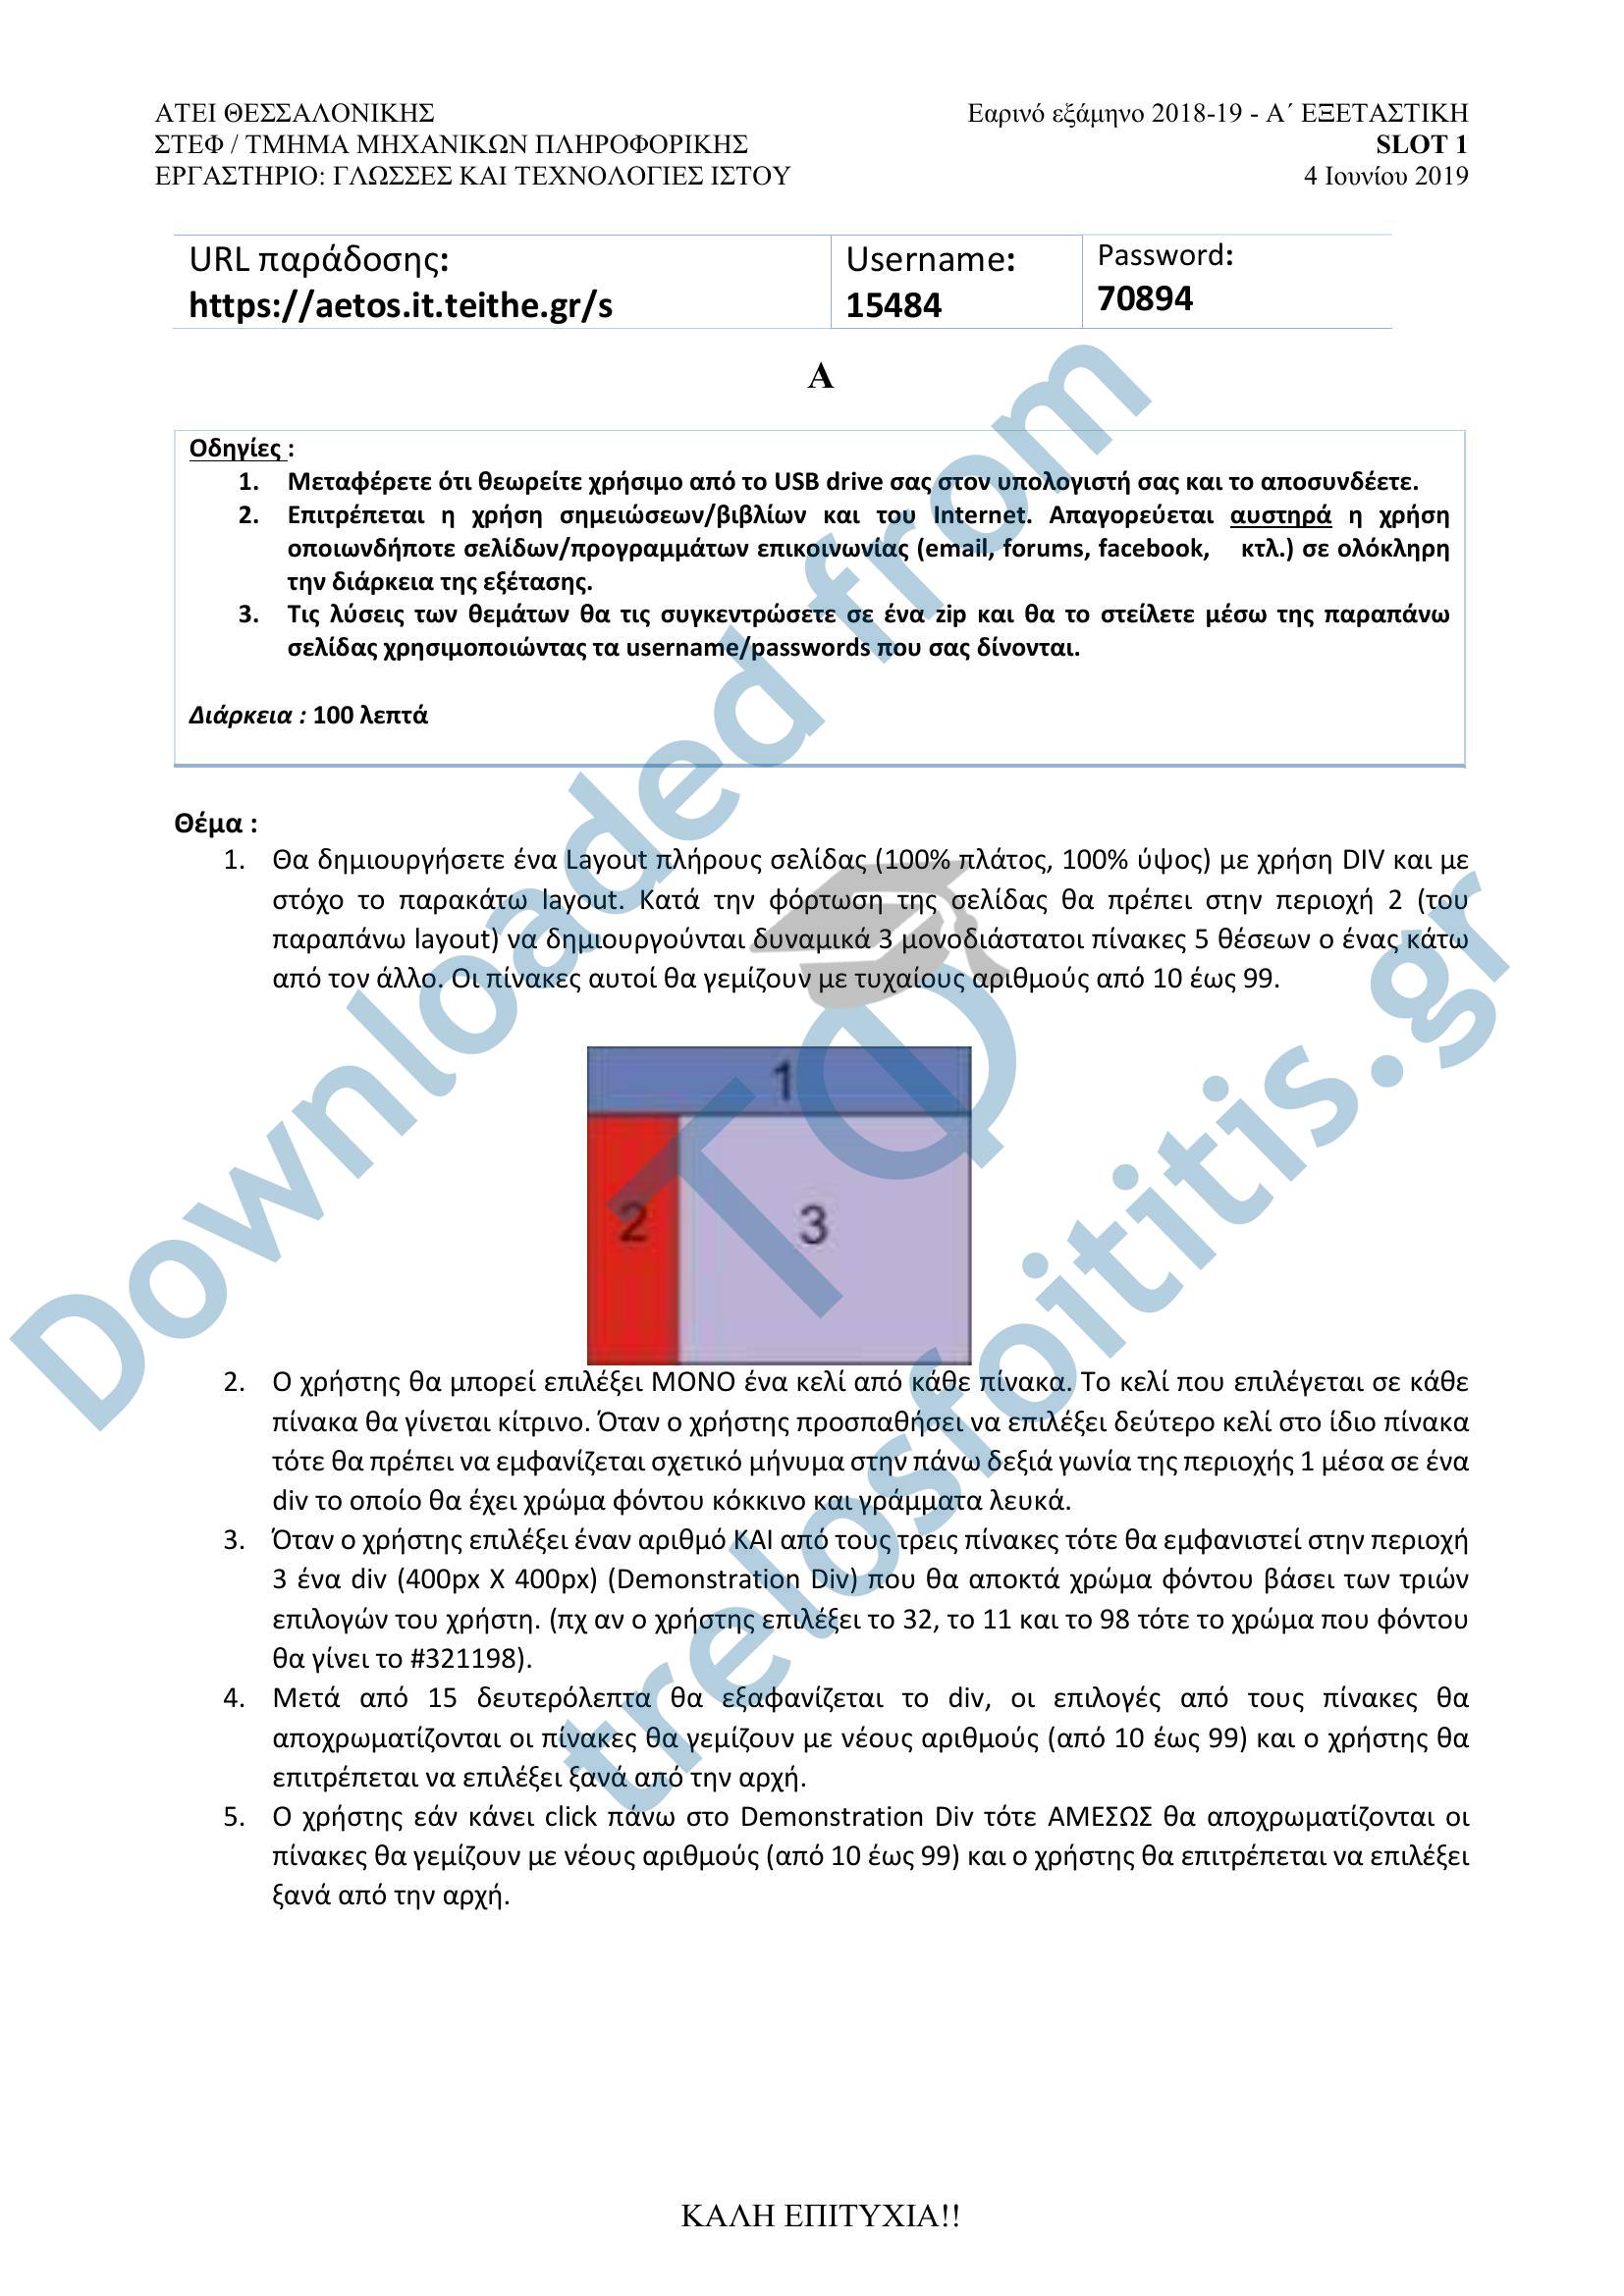 ΑΤΕΙ ΘΕΣΣΑΛΟΝΙΚΗΣ
Εαρινό εξάμηνο 2018-19 - Α΄ ΕΞΕΤΑΣΤΙΚΗ
ΣΤΕΦ / ΤΜΗΜΑ ΜΗΧΑΝΙΚΩΝ ΠΛΗΡΟΦΟΡΙΚΗΣ
SLOT 1
ΕΡΓΑΣΤΗΡΙΟ: ΓΛΩΣΣΕΣ ΚΑΙ ΤΕΧΝΟΛΟΓΙΕΣ ΙΣΤΟΥ
4 Ιουνίου 2019
URL παράδοσης:
https://aetos.it.teithe.gr/s
Username:
15484
Password:
70894
Α
Οδηγίες :
1. Μεταφέρετε ότι θεωρείτε χρήσιμο από το USB drive σας στον υπολογιστή σας και το αποσυνδέετε.
2. Επιτρέπεται η χρήση σημειώσεων/βιβλίων και του Internet. Απαγορεύεται αυστηρά η χρήση
οποιωνδήποτε σελίδων/προγραμμάτων επικοινωνίας (email, forums, facebook, κτλ.) σε ολόκληρη
την διάρκεια της εξέτασης.
3. Τις λύσεις των θεμάτων θα τις συγκεντρώσετε σε ένα zip και θα το στείλετε μέσω της παραπάνω
σελίδας χρησιμοποιώντας τα username/passwords που σας δίνονται.
Διάρκεια : 100 λεπτά
Θέμα :
1. Θα δημιουργήσετε ένα Layout πλήρους σελίδας (100% πλάτος, 100% ύψος) με χρήση DIV και με
στόχο το παρακάτω layout. Κατά την φόρτωση της σελίδας θα πρέπει στην περιοχή 2 (του
παραπάνω layout) να δημιουργούνται δυναμικά 3 μονοδιάστατοι πίνακες 5 θέσεων ο ένας κάτω
από τον άλλο. Οι πίνακες αυτοί θα γεμίζουν με τυχαίους αριθμούς από 10 έως 99.
1
2
3
2. Ο χρήστης θα μπορεί επιλέξει ΜΟΝΟ ένα κελί από κάθε πίνακα. Το κελί που επιλέγεται σε κάθε
πίνακα θα γίνεται κίτρινο. Όταν ο χρήστης προσπαθήσει να επιλέξει δεύτερο κελί στο ίδιο πίνακα
τότε θα πρέπει να εμφανίζεται σχετικό μήνυμα στην πάνω δεξιά γωνία της περιοχής 1 μέσα σε ένα
div το οποίο θα έχει χρώμα φόντου κόκκινο και γράμματα λευκά.
3. Όταν ο χρήστης επιλέξει έναν αριθμό ΚΑΙ από τους τρεις πίνακες τότε θα εμφανιστεί στην περιοχή
3 ένα div (400px X 400px) (Demonstration Div) που θα αποκτά χρώμα φόντου βάσει των τριών
επιλογών του χρήστη. (πχ αν ο χρήστης επιλέξει το 32, το 11 και το 98 τότε το χρώμα που φόντου
θα γίνει το #321198).
4. Μετά από 15 δευτερόλεπτα θα εξαφανίζεται το div, οι επιλογές από τους πίνακες θα
αποχρωματίζονται οι πίνακες θα γεμίζουν με νέους αριθμούς (από 10 έως 99) και ο χρήστης θα
επιτρέπεται να επιλέξει ξανά από την αρχή.
5. Ο χρήστης εάν κάνει click πάνω στο Demonstration Div τότε ΑΜΕΣΩΣ θα αποχρωματίζονται οι
πίνακες θα γεμίζουν με νέους αριθμούς (από 10 έως 99) και ο χρήστης θα επιτρέπεται να επιλέξει
ξανά από την αρχή.
ΚΑΛΗ ΕΠΙΤΥΧΙΑ!!
Downloaded from
ΤΦ
trelosfoititis.gr